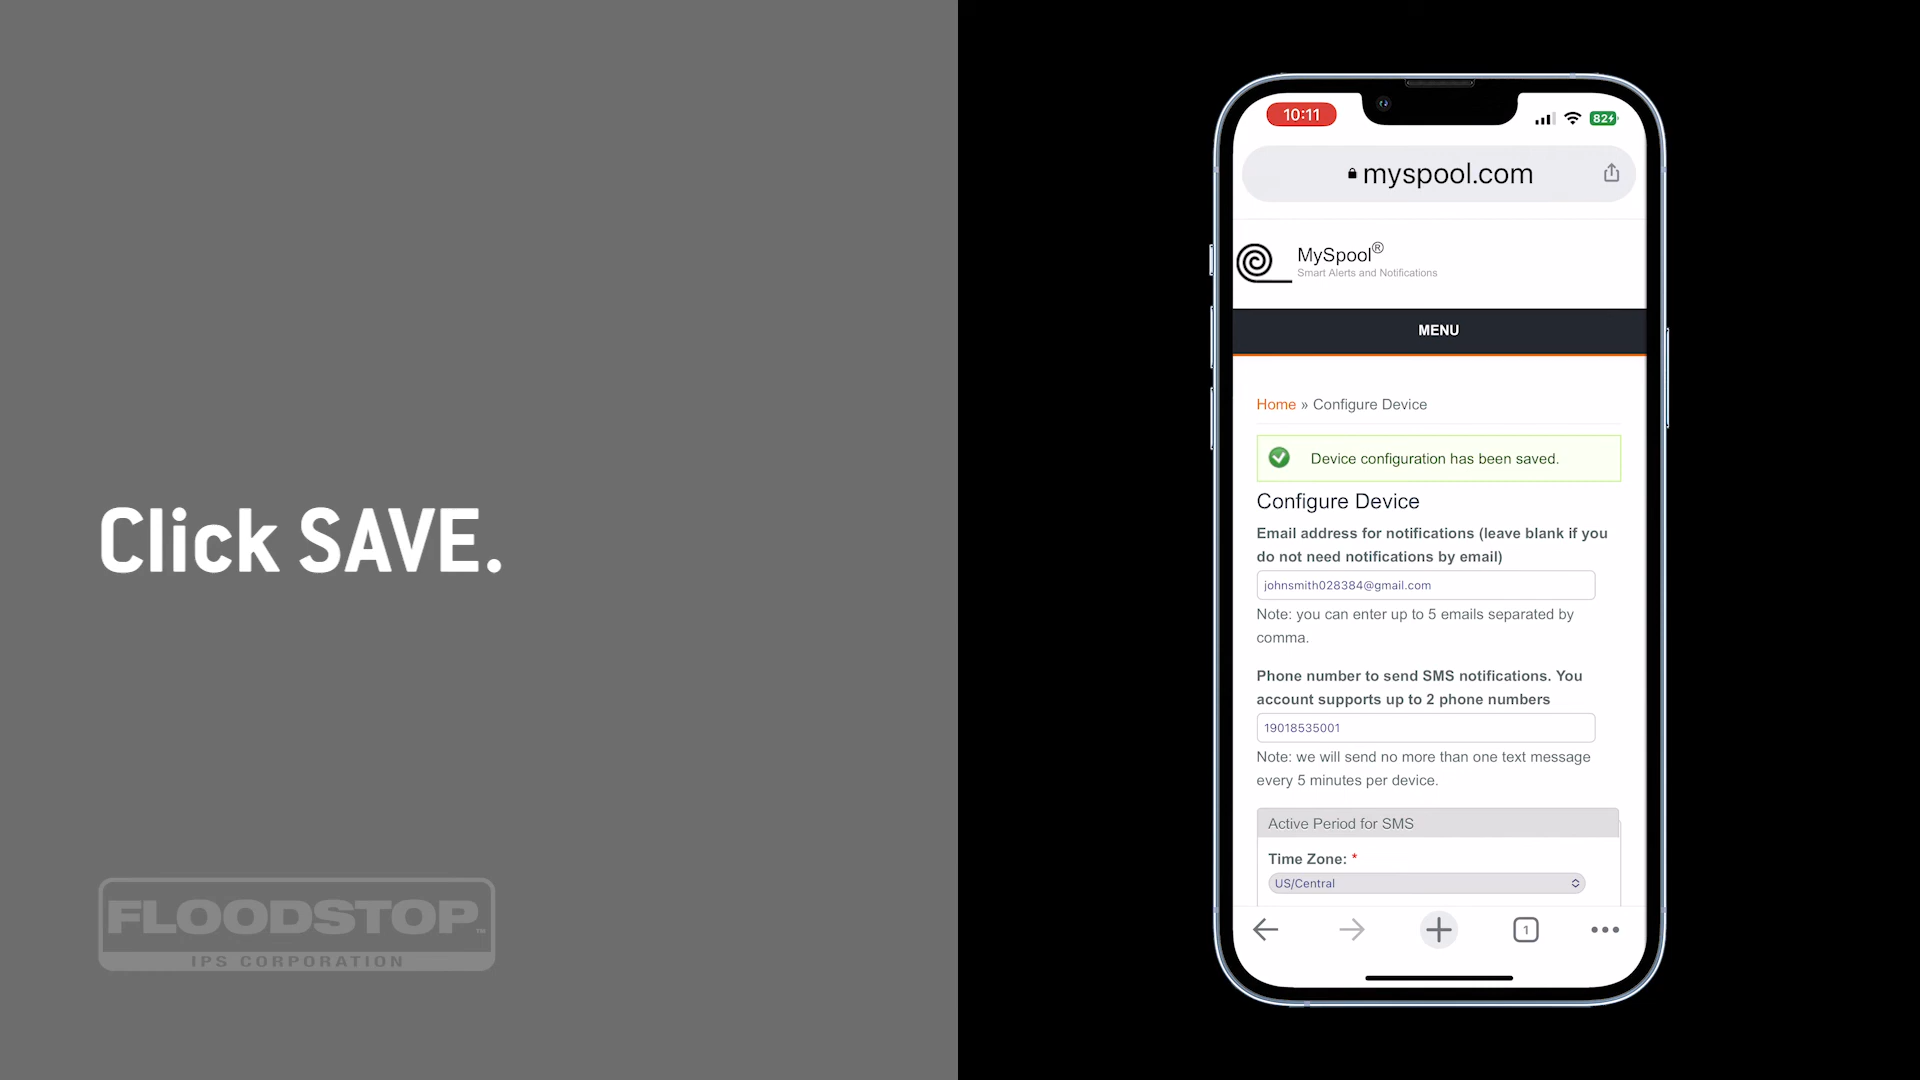 Click SAVE.
FLOODSTOP™
IPS CORPORATION
10:11
82
myspool.com
MySpool®
Smart Alerts and Notifications
MENU
Home » Configure Device
Device configuration has been saved.
Configure Device
Email address for notifications (leave blank if you
do not need notifications by email)
johnsmith028384@gmail.com
Note: you can enter up to 5 emails separated by
comma.
Phone number to send SMS notifications. You
account supports up to 2 phone numbers
19018535001
Note: we will send no more than one text message
every 5 minutes per device.
Active Period for SMS
Time Zone: *
US/Central
1